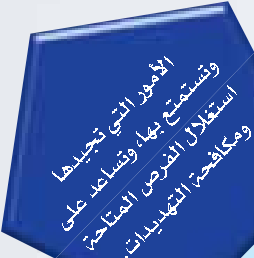 الأمور التي تجيدها
وتستمتع بها، وتساعد على
استغلال الفرص المتاحة
ومكافحة التهديدات.